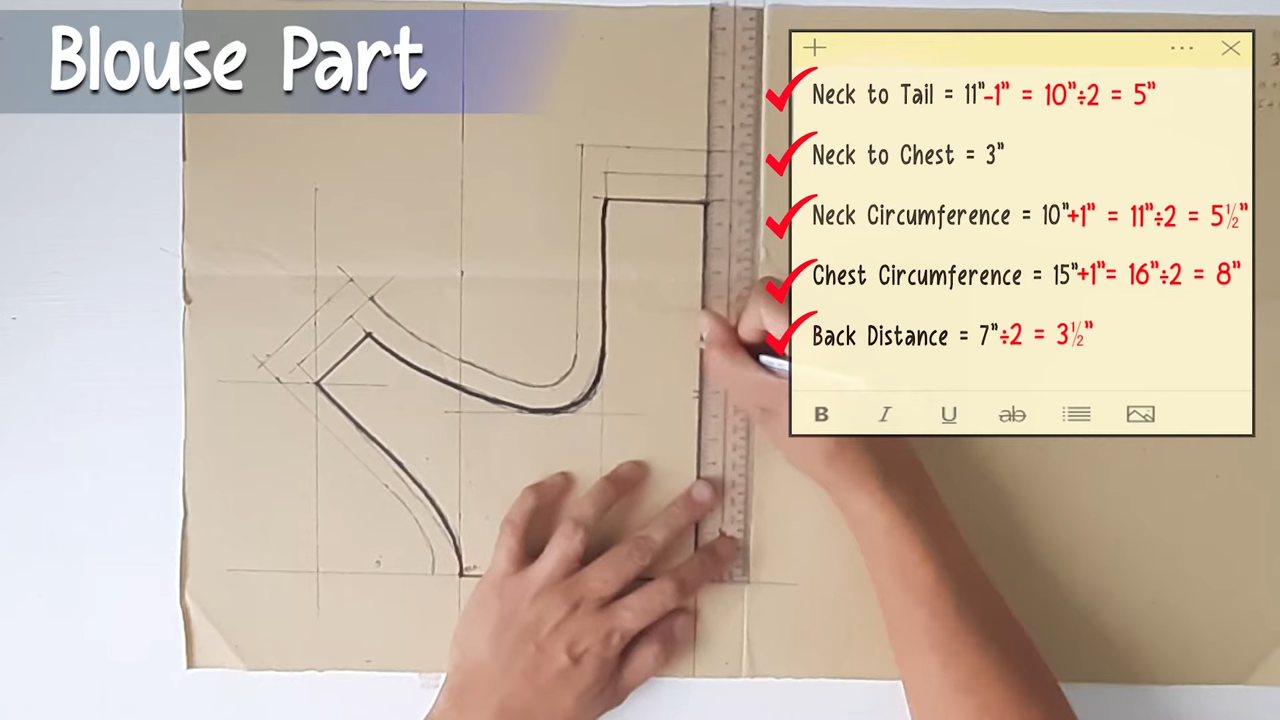 Blouse Part
Neck to Tail = 11"-1" = 10"÷2 = 5"
Neck to Chest = 3"
Neck Circumference = 10"+1" = 11"÷2 = 5½"
Chest Circumference = 15"+1"= 16"÷2 = 8"
Back Distance = 7"÷2 = 3½"
B I U ab